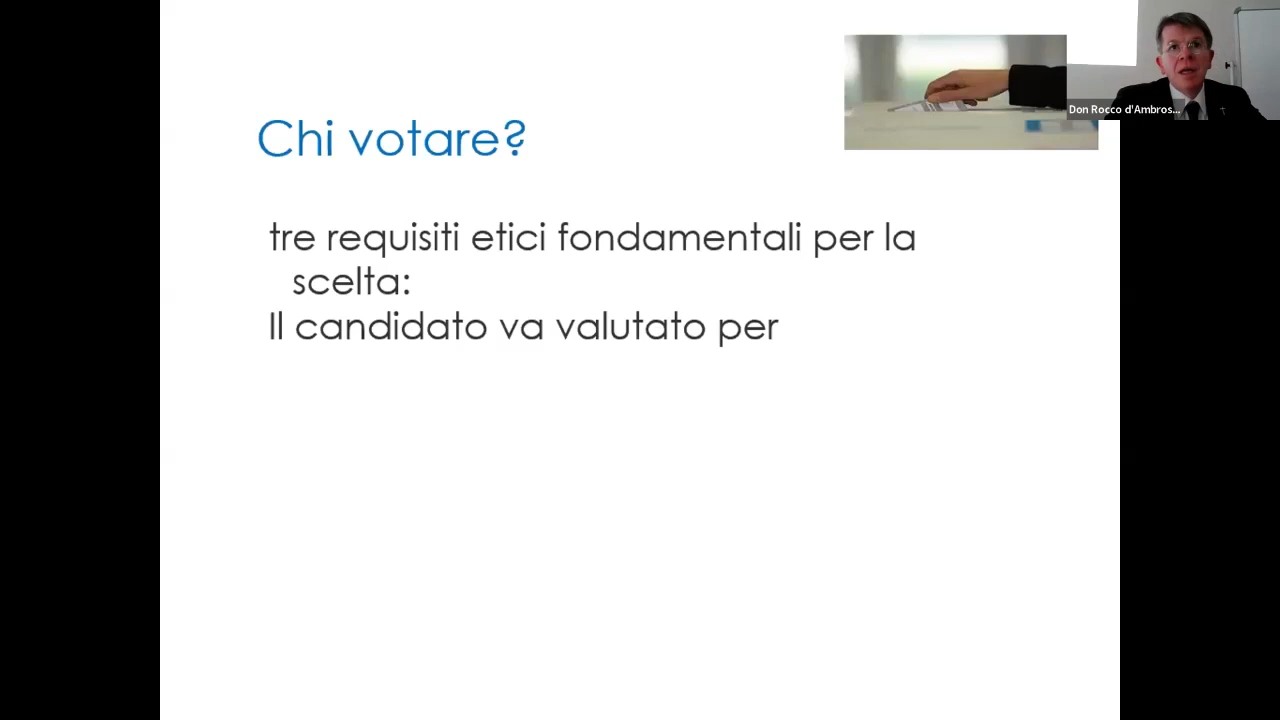 Chi votare?
tre requisiti etici fondamentali per la
scelta:
Il candidato va valutato per
Don Rocco d'Ambros...